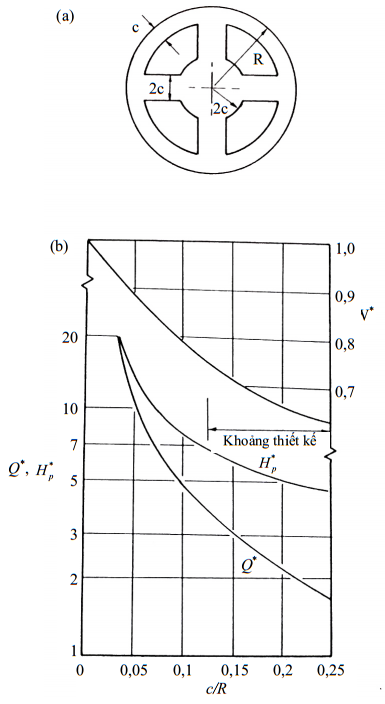 (a)
c
R
2c
2c
(b)
1,0
0,9
V*
0,8
20
0,7
10
Khoảng thiết kế
7
H*p
Q*, H*p
5
3
Q*
2
1
0 0,05 0,1 0,15 0,2 0,25
c/R